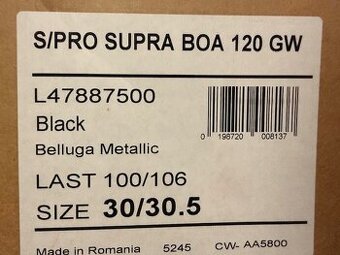 S/PRO SUPRA BOA 120 GW
L47887500
Black
Belluga Metallic
0 198720 008137
LAST 100/106
SIZE 30/30.5
Made in Romania 5245 CW- AA5800